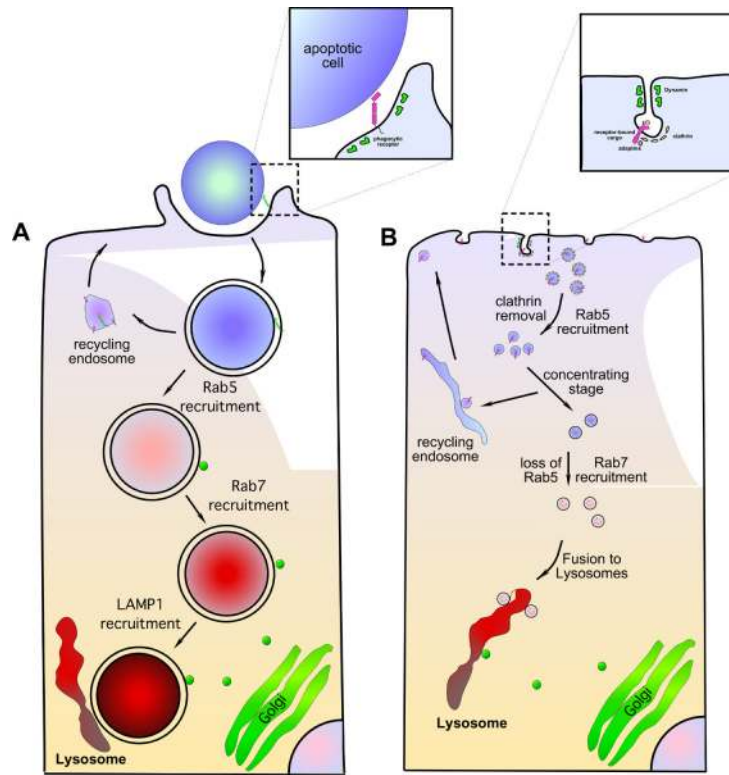 apoptotic
cell
phagocytic
receptor
Dynamin
receptor-bound
cargo
clathrin
adaptins
A
recycling
endosome
Rab5
recruitment
Rab7
recruitment
LAMP1
recruitment
Golgi
Lysosome
B
clathrin
removal
Rab5
recruitment
concentrating
stage
recycling
endosome
loss of
Rab5
Rab7
recruitment
Fusion to
Lysosomes
Golgi
Lysosome